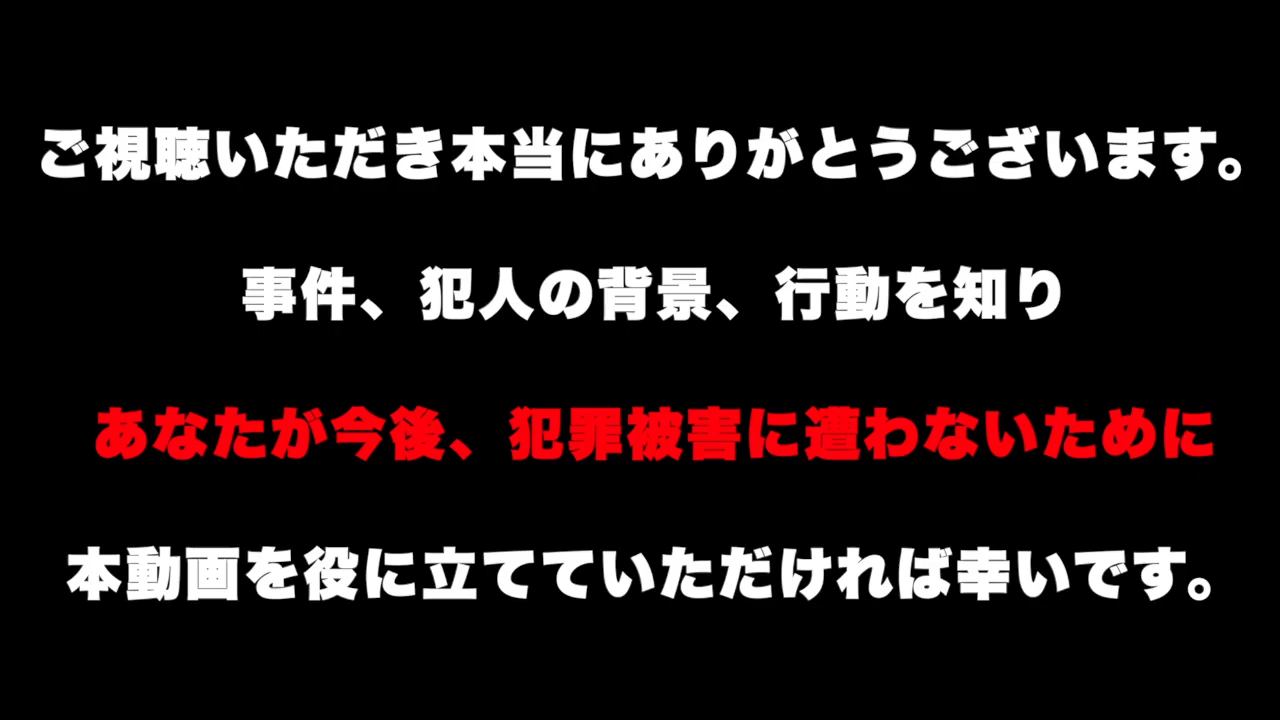 ご視聴いただき本当にありがとうございます。
事件、犯人の背景、行動を知り
あなたが今後、犯罪被害に遭わないために
本動画を役に立てていただければ幸いです。